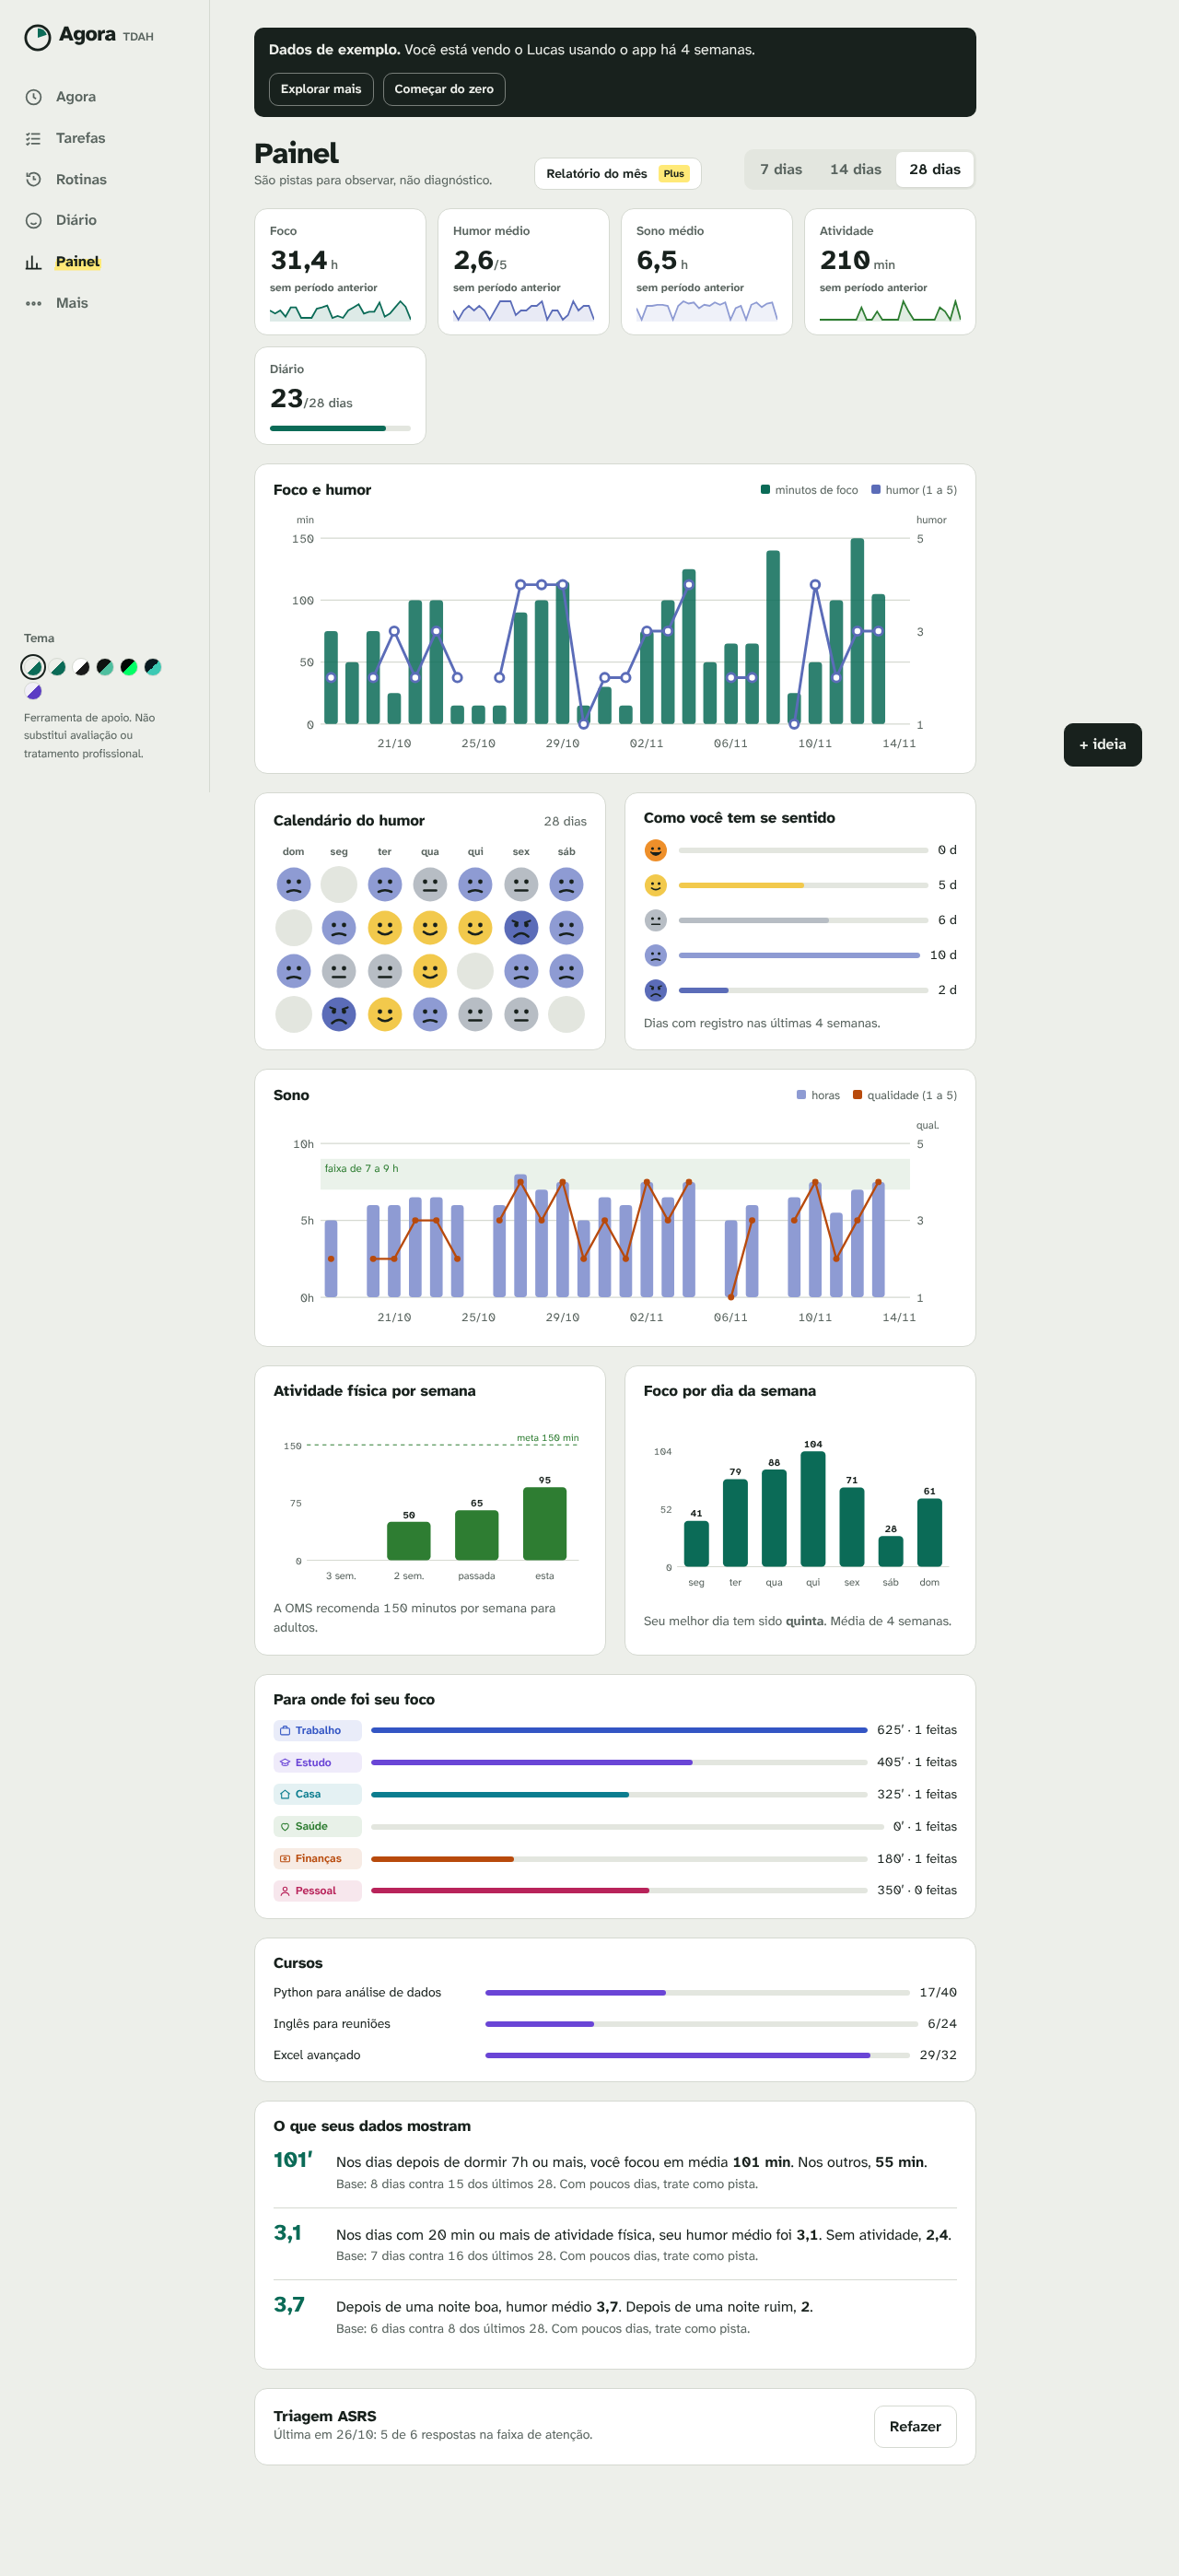 Agora TDAH
Agora
Tarefas
Rotinas
Diário
Painel
Mais
Tema
Ferramenta de apoio. Não
substitui avaliação ou
tratamento profissional.
Dados de exemplo. Você está vendo o Lucas usando o app há 4 semanas.
Explorar mais
Começar do zero
Painel
São pistas para observar, não diagnóstico.
Relatório do mês Plus
7 dias 14 dias 28 dias
Foco
31,4 h
sem período anterior
Humor médio
2,6/5
sem período anterior
Sono médio
6,5 h
sem período anterior
Atividade
210 min
sem período anterior
Diário
23/28 dias
Foco e humor
minutos de foco humor (1 a 5)
min humor
150 5
100
3
50
0 1
21/10 25/10 29/10 02/11 06/11 10/11 14/11
+ ideia
Calendário do humor 28 dias
dom seg ter qua qui sex sáb
Como você tem se sentido
0 d
5 d
6 d
10 d
2 d
Dias com registro nas últimas 4 semanas.
Sono
horas qualidade (1 a 5)
qual.
10h 5
faixa de 7 a 9 h
5h 3
0h 1
21/10 25/10 29/10 02/11 06/11 10/11 14/11
Atividade física por semana
meta 150 min
150
95
75
65
50
0
3 sem. 2 sem. passada esta
A OMS recomenda 150 minutos por semana para
adultos.
Foco por dia da semana
104
104
88
79
71
61
52
41
28
0
seg ter qua qui sex sáb dom
Seu melhor dia tem sido quinta. Média de 4 semanas.
Para onde foi seu foco
Trabalho 625′ · 1 feitas
Estudo 405′ · 1 feitas
Casa 325′ · 1 feitas
Saúde 0′ · 1 feitas
Finanças 180′ · 1 feitas
Pessoal 350′ · 0 feitas
Cursos
Python para análise de dados 17/40
Inglês para reuniões 6/24
Excel avançado 29/32
O que seus dados mostram
101′ Nos dias depois de dormir 7h ou mais, você focou em média 101 min. Nos outros, 55 min.
Base: 8 dias contra 15 dos últimos 28. Com poucos dias, trate como pista.
3,1 Nos dias com 20 min ou mais de atividade física, seu humor médio foi 3,1. Sem atividade, 2,4.
Base: 7 dias contra 16 dos últimos 28. Com poucos dias, trate como pista.
3,7 Depois de uma noite boa, humor médio 3,7. Depois de uma noite ruim, 2.
Base: 6 dias contra 8 dos últimos 28. Com poucos dias, trate como pista.
Triagem ASRS
Última em 26/10: 5 de 6 respostas na faixa de atenção.
Refazer